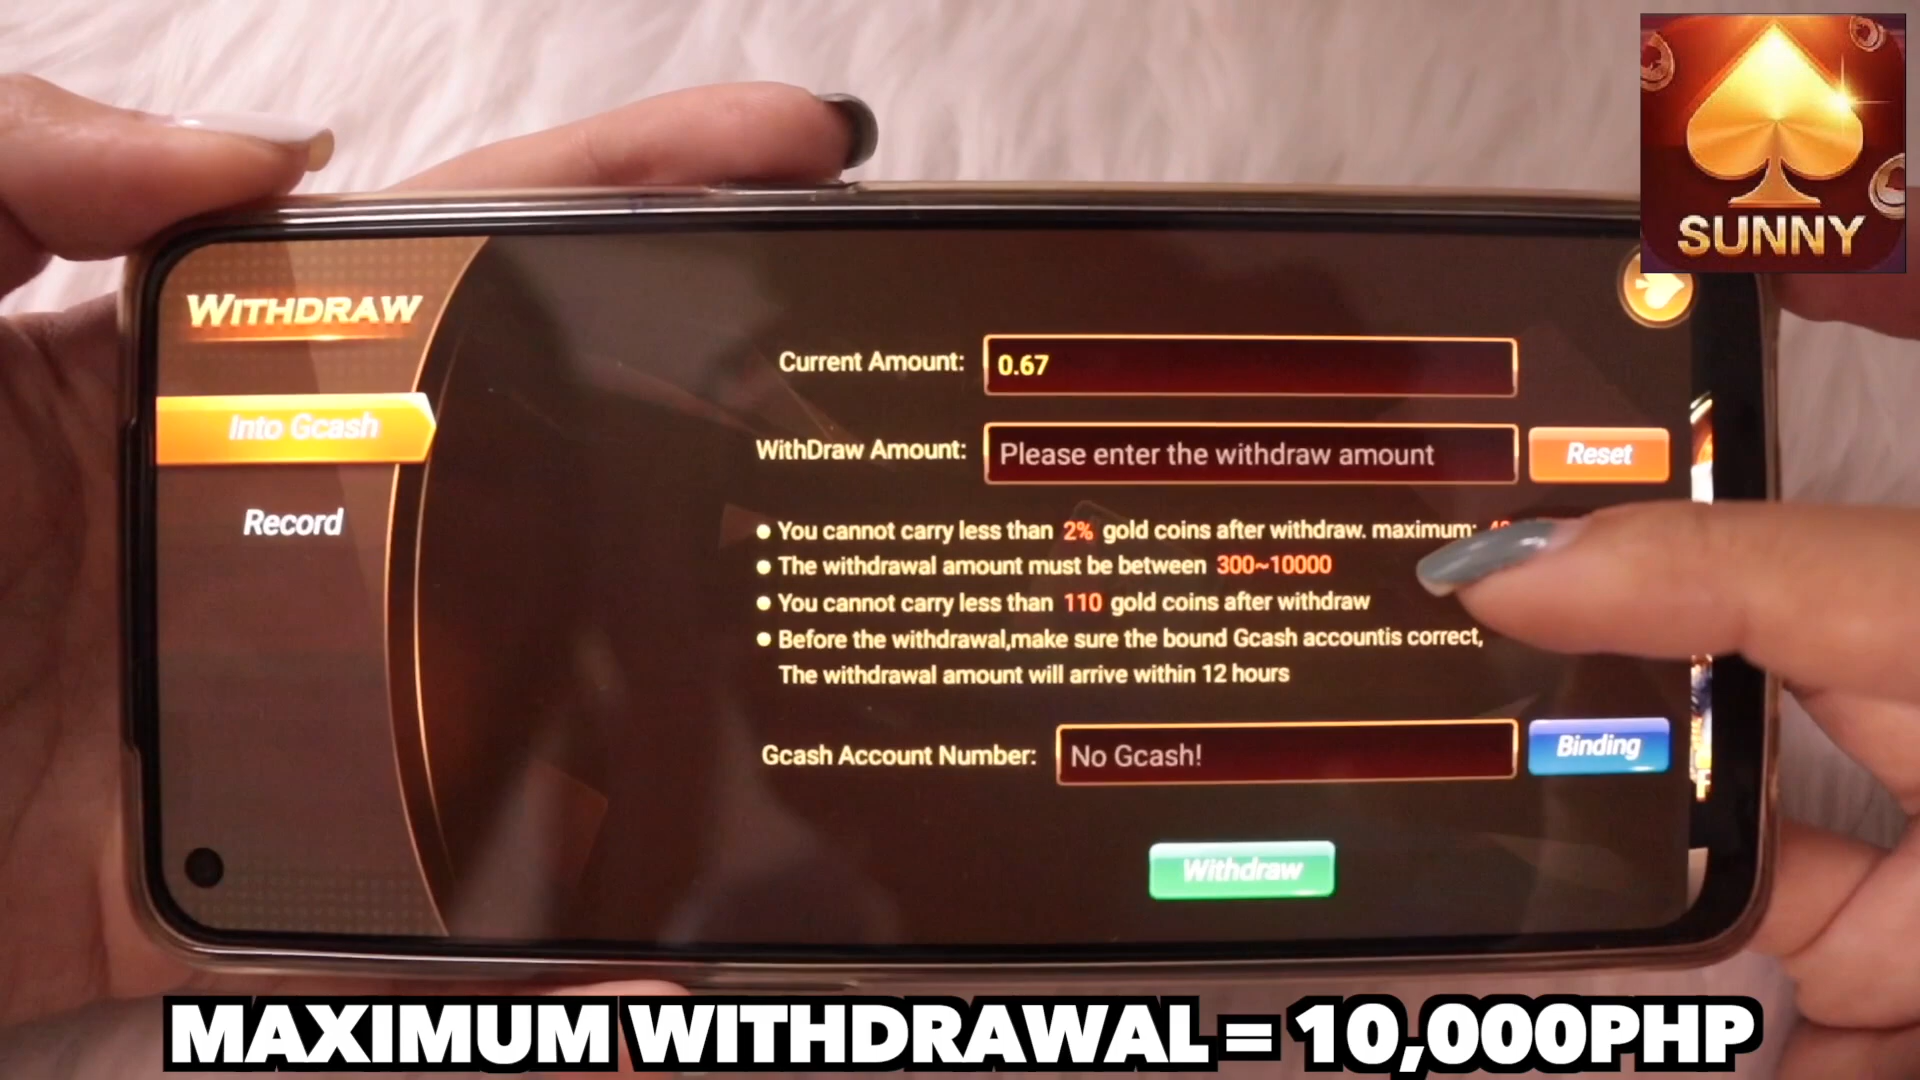 SUNNY
WITHDRAW
Into Gcash
Record
Current Amount: 0.67
WithDraw Amount: Please enter the withdraw amount Reset
● You cannot carry less than 2% gold coins after withdraw. maximum:
● The withdrawal amount must be between 300~10000
● You cannot carry less than 110 gold coins after withdraw
● Before the withdrawal,make sure the bound Gcash accountis correct,
The withdrawal amount will arrive within 12 hours
Gcash Account Number: No Gcash! Binding
Withdraw
MAXIMUM WITHDRAWAL = 10,000PHP